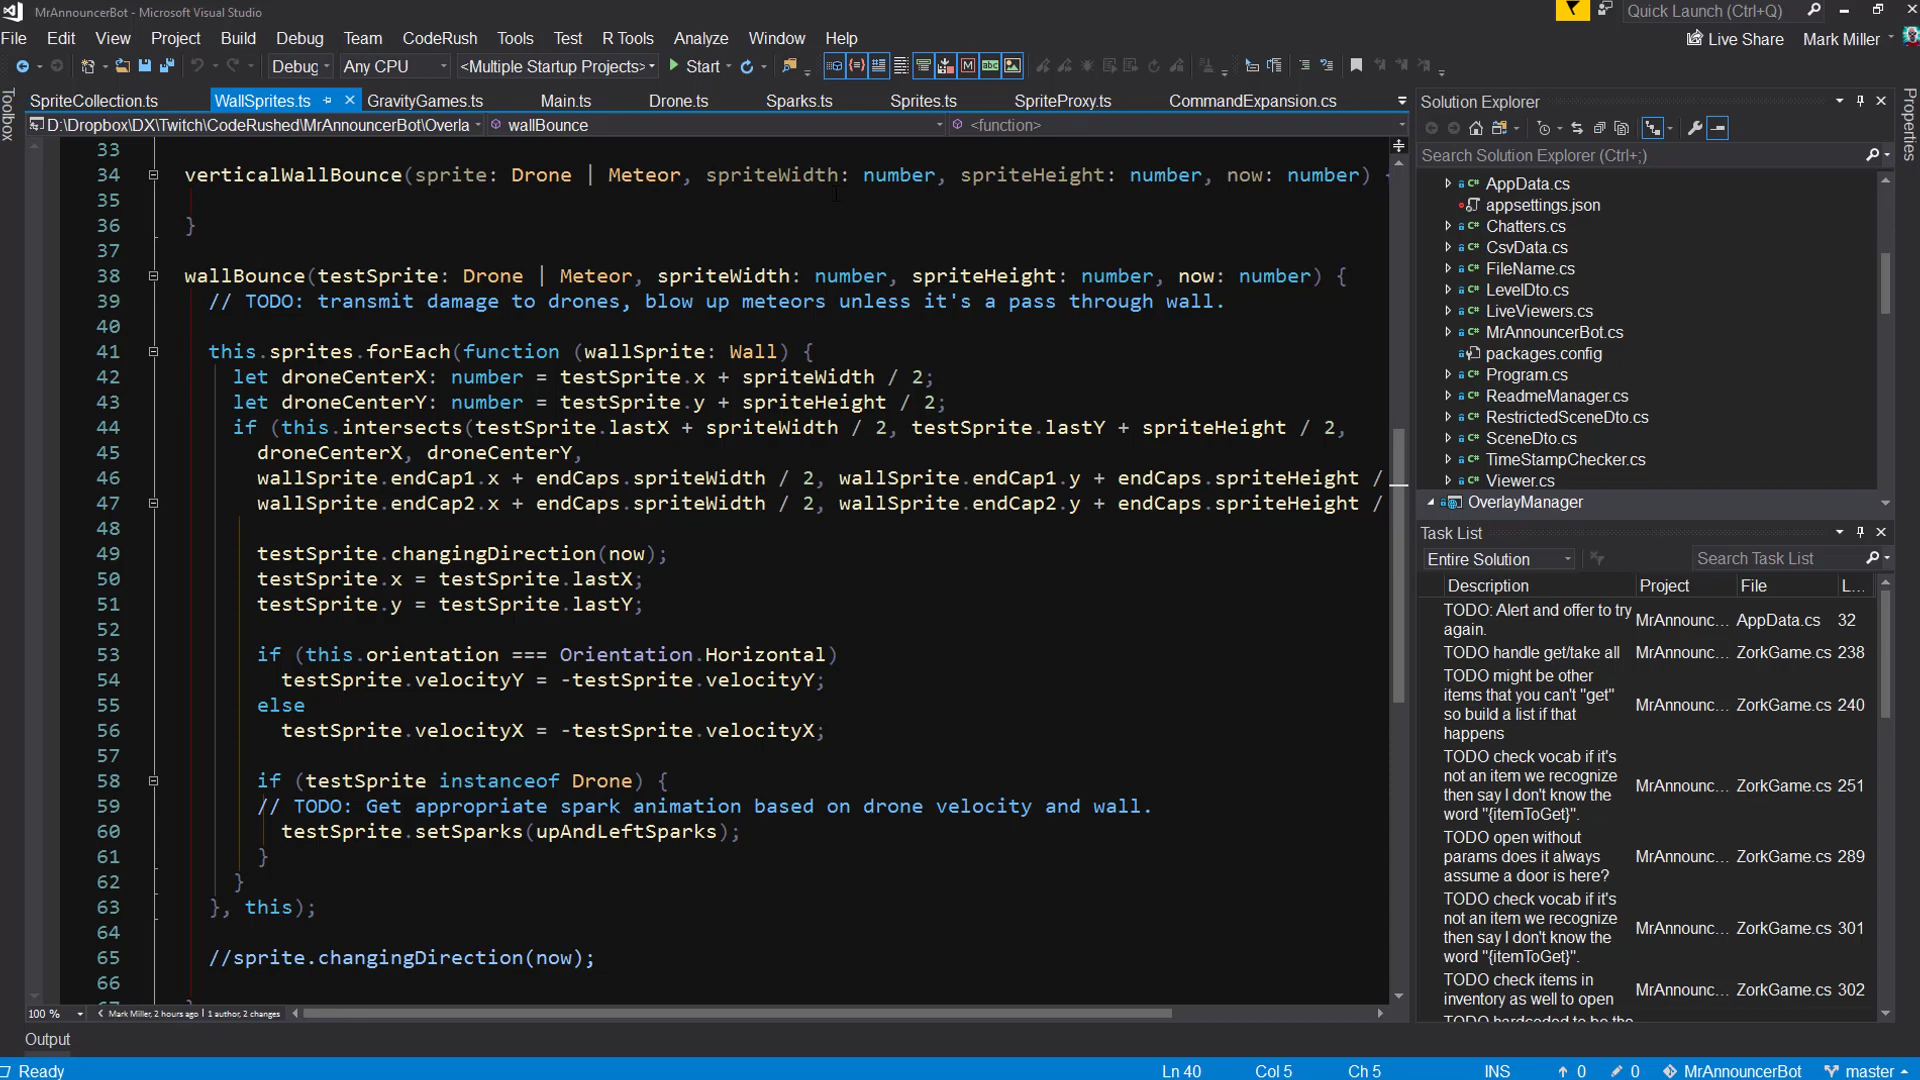 MrAnnouncerBot - Microsoft Visual Studio
Quick Launch (Ctrl+Q)
File Edit View Project Build Debug Team CodeRush Tools Test R Tools Analyze Window Help
Live Share Mark Miller
Debug Any CPU <Multiple Startup Projects> Start
Toolbox
Properties
SpriteCollection.ts WallSprites.ts GravityGames.ts Main.ts Drone.ts Sparks.ts Sprites.ts SpriteProxy.ts CommandExpansion.cs
D:\Dropbox\DX\Twitch\CodeRushed\MrAnnouncerBot\Overla wallBounce <function>
33
34 verticalWallBounce(sprite: Drone | Meteor, spriteWidth: number, spriteHeight: number, now: number) {
35
36 }
37
38 wallBounce(testSprite: Drone | Meteor, spriteWidth: number, spriteHeight: number, now: number) {
39 // TODO: transmit damage to drones, blow up meteors unless it's a pass through wall.
40
41 this.sprites.forEach(function (wallSprite: Wall) {
42 let droneCenterX: number = testSprite.x + spriteWidth / 2;
43 let droneCenterY: number = testSprite.y + spriteHeight / 2;
44 if (this.intersects(testSprite.lastX + spriteWidth / 2, testSprite.lastY + spriteHeight / 2,
45 droneCenterX, droneCenterY,
46 wallSprite.endCap1.x + endCaps.spriteWidth / 2, wallSprite.endCap1.y + endCaps.spriteHeight /
47 wallSprite.endCap2.x + endCaps.spriteWidth / 2, wallSprite.endCap2.y + endCaps.spriteHeight /
48
49 testSprite.changingDirection(now);
50 testSprite.x = testSprite.lastX;
51 testSprite.y = testSprite.lastY;
52
53 if (this.orientation === Orientation.Horizontal)
54 testSprite.velocityY = -testSprite.velocityY;
55 else
56 testSprite.velocityX = -testSprite.velocityX;
57
58 if (testSprite instanceof Drone) {
59 // TODO: Get appropriate spark animation based on drone velocity and wall.
60 testSprite.setSparks(upAndLeftSparks);
61 }
62 }
63 }, this);
64
65 //sprite.changingDirection(now);
66
100 % Mark Miller, 2 hours ago | 1 author, 2 changes
Solution Explorer
Search Solution Explorer (Ctrl+;)
C# AppData.cs
appsettings.json
C# Chatters.cs
C# CsvData.cs
C# FileName.cs
C# LevelDto.cs
C# LiveViewers.cs
C# MrAnnouncerBot.cs
packages.config
C# Program.cs
C# ReadmeManager.cs
C# RestrictedSceneDto.cs
C# SceneDto.cs
C# TimeStampChecker.cs
C# Viewer.cs
OverlayManager
Task List
Entire Solution Search Task List
Description Project File L...
TODO: Alert and offer to try
again. MrAnnounc... AppData.cs 32
TODO handle get/take all MrAnnounc... ZorkGame.cs 238
TODO might be other
items that you can't "get"
so build a list if that
happens MrAnnounc... ZorkGame.cs 240
TODO check vocab if it's
not an item we recognize
then say I don't know the
word "{itemToGet}". MrAnnounc... ZorkGame.cs 251
TODO open without
params does it always
assume a door is here? MrAnnounc... ZorkGame.cs 289
TODO check vocab if it's
not an item we recognize
then say I don't know the
word "{itemToGet}". MrAnnounc... ZorkGame.cs 301
TODO check items in
inventory as well to open MrAnnounc... ZorkGame.cs 302
Output
Ready Ln 40 Col 5 Ch 5 INS 0 0 MrAnnouncerBot master